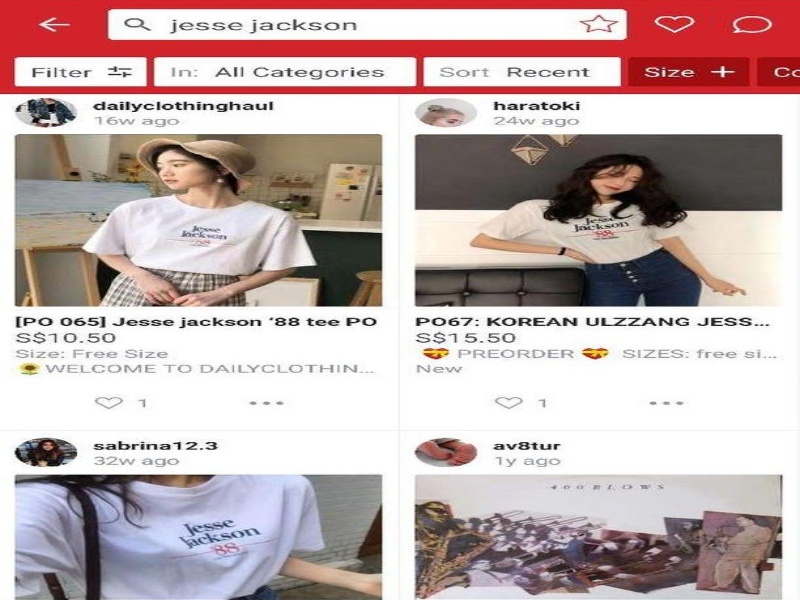 jesse jackson
Filter
In: All Categories
Sort Recent
Size +
Co
dailyclothinghaul
16w ago
haratoki
24w ago
Jesse
Jackson
'88
Jesse
Jackson
'88
[PO 065] Jesse jackson ‘88 tee PO
S$10.50
Size: Free Size
WELCOME TO DAILYCLOTHIN...
1
PO67: KOREAN ULZZANG JESS...
S$15.50
PREORDER SIZES: free si...
New
1
sabrina12.3
32w ago
av8tur
1y ago
Jesse
Jackson
'88
400 BLOWS